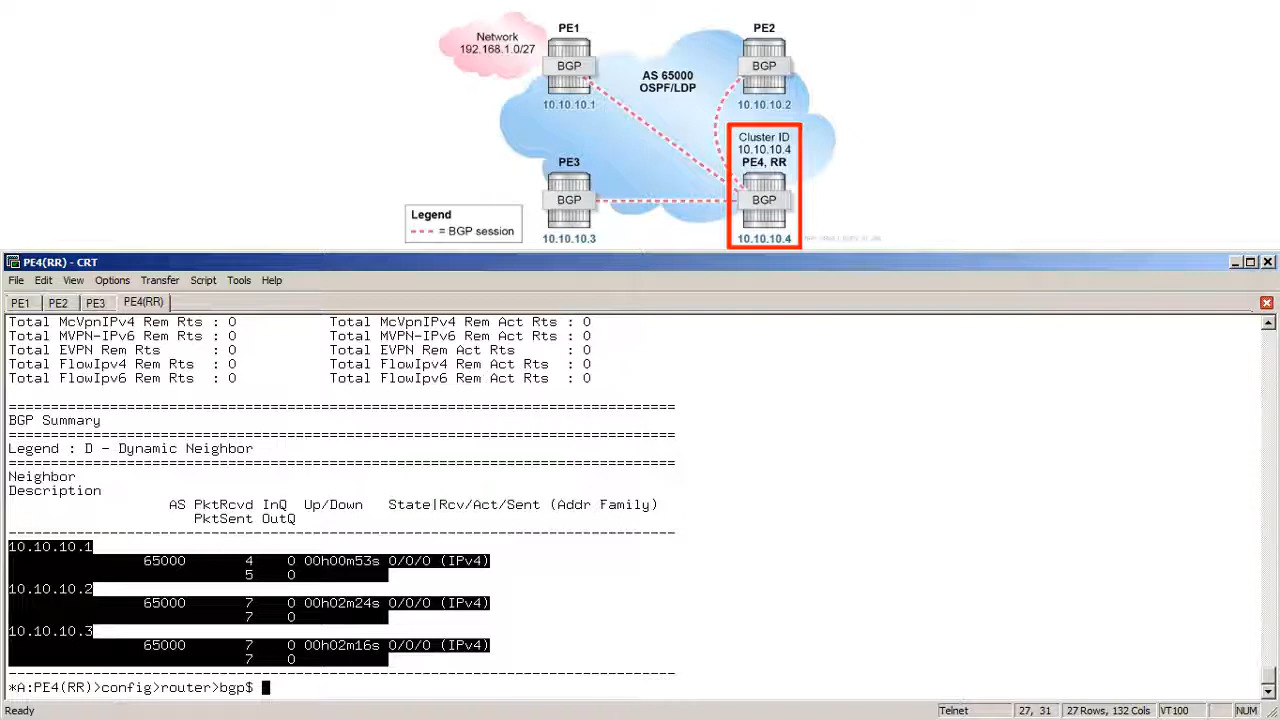 PE1
PE2
Network
192.168.1.0/27
BGP
AS 65000
OSPF/LDP
BGP
10.10.10.1
10.10.10.2
Cluster ID
10.10.10.4
PE3
PE4, RR
BGP
BGP
Legend
= BGP session
10.10.10.3
10.10.10.4
PE4(RR) - CRT
File Edit View Options Transfer Script Tools Help
PE1 PE2 PE3 PE4(RR)
Total McVpnIPv4 Rem Rts : 0 Total McVpnIPv4 Rem Act Rts : 0
Total MVPN-IPv6 Rem Rts : 0 Total MVPN-IPv6 Rem Act Rts : 0
Total EVPN Rem Rts : 0 Total EVPN Rem Act Rts : 0
Total FlowIpv4 Rem Rts : 0 Total FlowIpv4 Rem Act Rts : 0
Total FlowIpv6 Rem Rts : 0 Total FlowIpv6 Rem Act Rts : 0
===============================================================================
BGP Summary
===============================================================================
Legend : D - Dynamic Neighbor
===============================================================================
Neighbor
Description
AS PktRcvd InQ Up/Down State|Rcv/Act/Sent (Addr Family)
PktSent OutQ
-------------------------------------------------------------------------------
10.10.10.1
65000 4 0 00h00m53s 0/0/0 (IPv4)
5 0
10.10.10.2
65000 7 0 00h02m24s 0/0/0 (IPv4)
7 0
10.10.10.3
65000 7 0 00h02m16s 0/0/0 (IPv4)
7 0
-------------------------------------------------------------------------------
*A:PE4(RR)>config>router>bgp$
Ready Telnet 27, 31 27 Rows, 132 Cols VT100 NUM